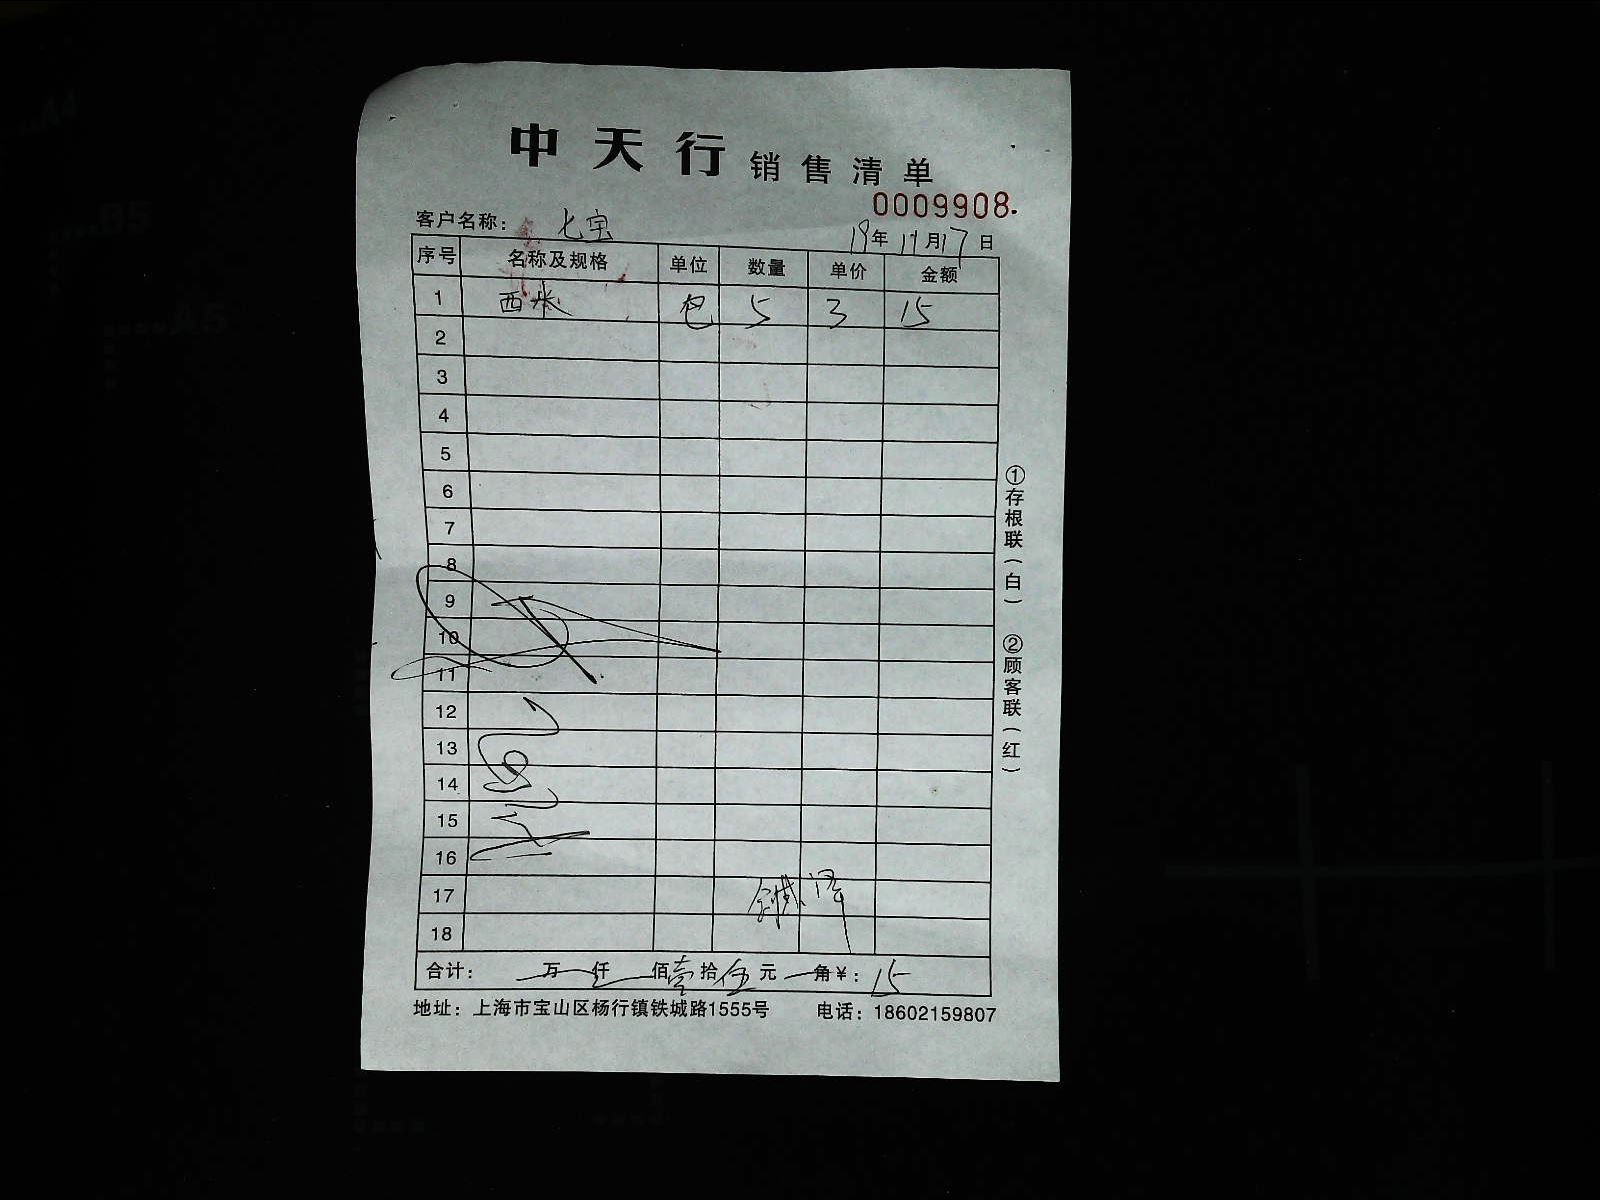 中天行 销售清单
0009908
客户名称: 七宝
19年11月17日
序号 名称及规格 单位 数量 单价 金额
1 西米 包 5 3 15
2
3
4
5
6
7
8
9
10
11
12
13
14
15
16
17
18
合计: 万 仟 佰壹拾伍元 角¥: 15
地址: 上海市宝山区杨行镇铁城路1555号 电话: 18602159807
①存根联(白) ②顾客联(红)